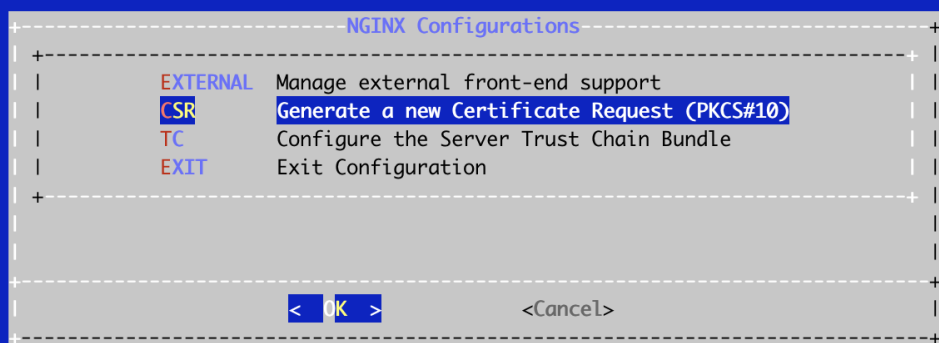 NGINX Configurations
EXTERNAL Manage external front-end support
CSR Generate a new Certificate Request (PKCS#10)
TC Configure the Server Trust Chain Bundle
EXIT Exit Configuration
< OK > <Cancel>